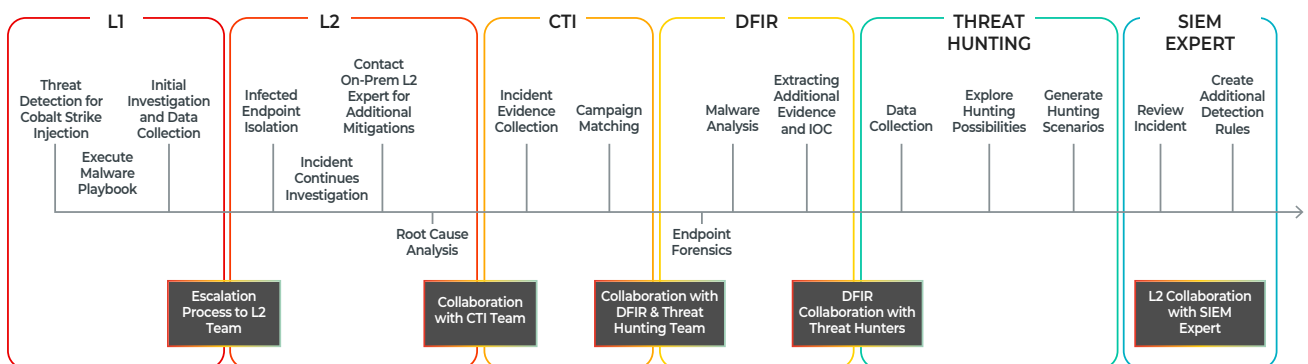 L1
Threat
Detection for
Cobalt Strike
Injection
Execute
Malware
Playbook
Initial
Investigation
and Data
Collection
Escalation
Process to L2
Team
L2
Infected
Endpoint
Isolation
Incident
Continues
Investigation
Contact
On-Prem L2
Expert for
Additional
Mitigations
Root Cause
Analysis
Collaboration
with CTI Team
CTI
Incident
Evidence
Collection
Campaign
Matching
Collaboration with
DFIR & Threat
Hunting Team
DFIR
Endpoint
Forensics
Malware
Analysis
Extracting
Additional
Evidence
and IOC
DFIR
Collaboration with
Threat Hunters
THREAT
HUNTING
Data
Collection
Explore
Hunting
Possibilities
Generate
Hunting
Scenarios
SIEM
EXPERT
Review
Incident
Create
Additional
Detection
Rules
L2 Collaboration
with SIEM
Expert